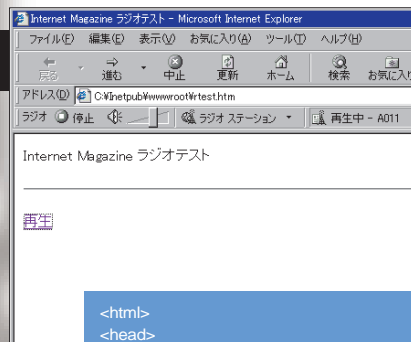 Internet Magazine ラジオテスト - Microsoft Internet Explorer
ファイル(F) 編集(E) 表示(V) お気に入り(A) ツール(T) ヘルプ(H)
戻る 進む 中止 更新 ホーム 検索 お気に入り
アドレス(D) C:¥Inetpub¥wwwroot¥rtest.htm
ラジオ 停止 ラジオ ステーション 再生中 - A011
Internet Magazine ラジオテスト
再生
<html>
<head>